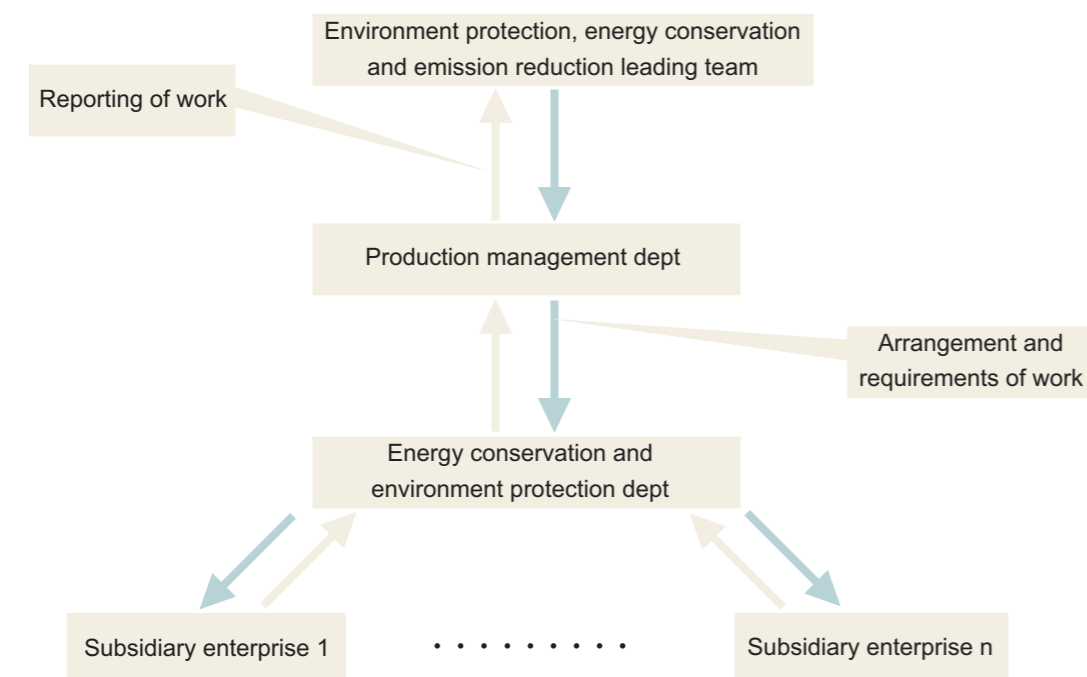 Environment protection, energy conservation
and emission reduction leading team
Reporting of work
Production management dept
Arrangement and
requirements of work
Energy conservation and
environment protection dept
Subsidiary enterprise 1
. . . . . . . . .
Subsidiary enterprise n